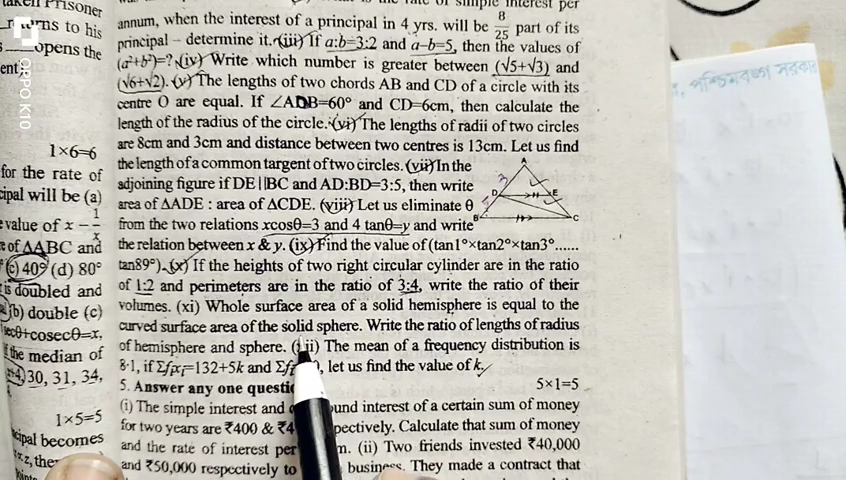 taken Prisoner
returns to his
opens the
ent
1×6=6
for the rate of
cipal will be (a)
value of x − 1/x
of ΔABC and
(c) 40° (d) 80°
is doubled and
(b) double (c)
secθ+cosecθ=x,
If the median of
30, 31, 34,
1×5=5
cipal becomes
of simple interest per
annum, when the interest of a principal in 4 yrs. will be 8/25 part of its
principal – determine it. (iii) If a:b=3:2 and a–b=5, then the values of
(a²+b²)=? (iv) Write which number is greater between (√5+√3) and
(√6+√2). (v) The lengths of two chords AB and CD of a circle with its
centre O are equal. If ∠AOB=60° and CD=6cm, then calculate the
length of the radius of the circle. (vi) The lengths of radii of two circles
are 8cm and 3cm and distance between two centres is 13cm. Let us find
the length of a common targent of two circles. (vii) In the
adjoining figure if DE||BC and AD:BD=3:5, then write
area of ΔADE : area of ΔCDE. (viii) Let us eliminate θ
from the two relations xcosθ=3 and 4 tanθ=y and write
the relation between x & y. (ix) Find the value of (tan1°×tan2°×tan3°......
tan89°). (x) If the heights of two right circular cylinder are in the ratio
of 1:2 and perimeters are in the ratio of 3:4, write the ratio of their
volumes. (xi) Whole surface area of a solid hemisphere is equal to the
curved surface area of the solid sphere. Write the ratio of lengths of radius
of hemisphere and sphere. (xii) The mean of a frequency distribution is
8·1, if Σfᵢxᵢ=132+5k and let us find the value of k.
5. Answer any one 5×1=5
(i) The simple interest and interest of a certain sum of money
for two years are ₹400 & Calculate that sum of money
and the rate of interest per (ii) Two friends invested ₹40,000
and ₹50,000 respectively to business. They made a contract that
A
D
E
B
C
3
5
পশ্চিমবঙ্গ সরকার
OPPO K10